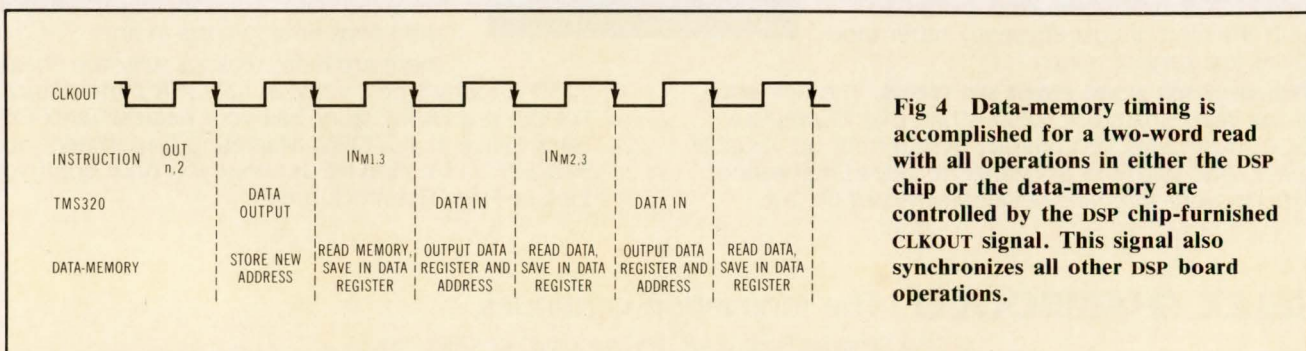 CLKOUT
INSTRUCTION OUT n,2 IN M1,3 IN M2,3
TMS320 DATA OUTPUT DATA IN DATA IN
DATA-MEMORY
STORE NEW
ADDRESS
READ MEMORY,
SAVE IN DATA
REGISTER
OUTPUT DATA
REGISTER AND
ADDRESS
READ DATA,
SAVE IN DATA
REGISTER
OUTPUT DATA
REGISTER AND
ADDRESS
READ DATA,
SAVE IN DATA
REGISTER
Fig 4 Data-memory timing is
accomplished for a two-word read
with all operations in either the DSP
chip or the data-memory are
controlled by the DSP chip-furnished
CLKOUT signal. This signal also
synchronizes all other DSP board
operations.